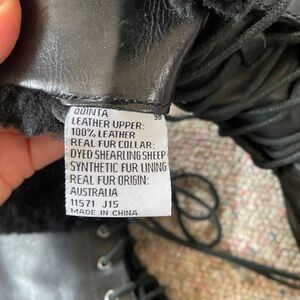 QUINTA
LEATHER UPPER:
100% LEATHER
REAL FUR COLLAR:
DYED SHEARLING SHEEP
SYNTHETIC FUR LINING
REAL FUR ORIGIN:
AUSTRALIA
11571 J15
MADE IN CHINA